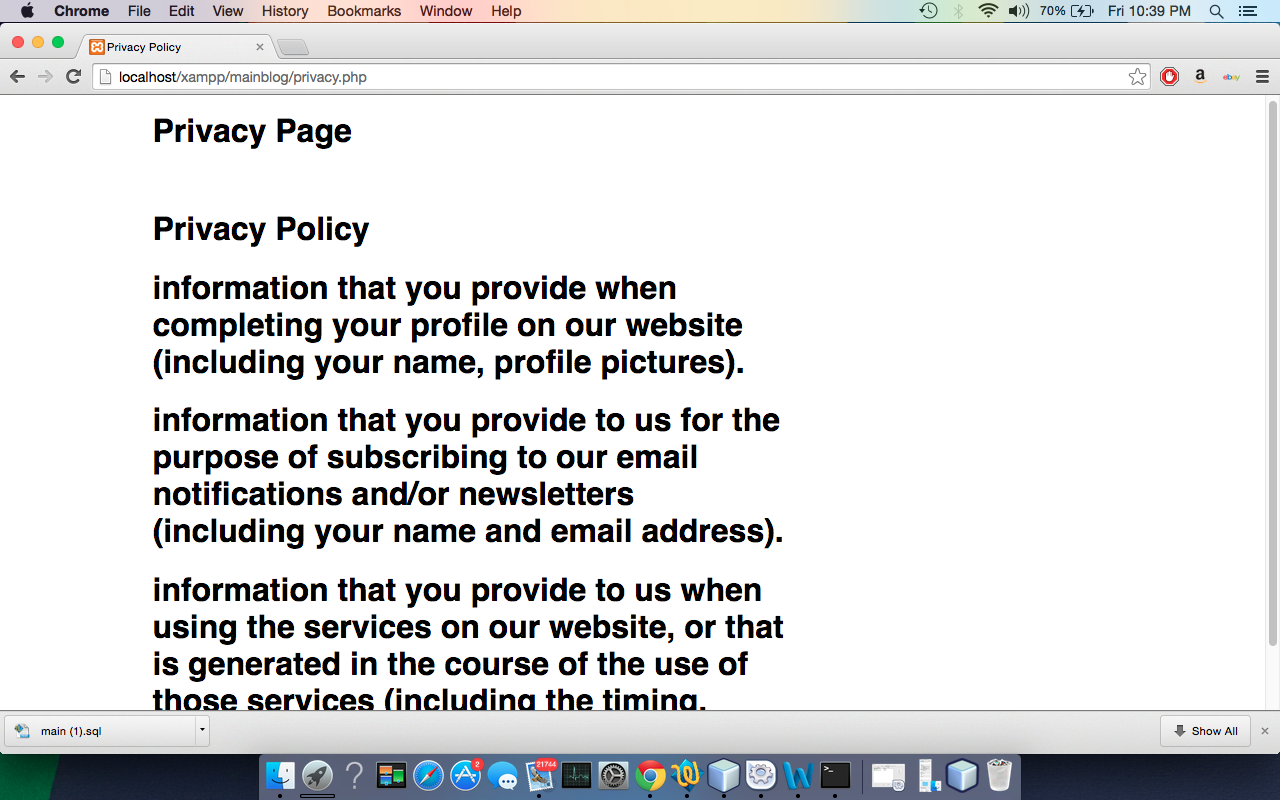 Chrome File Edit View History Bookmarks Window Help 70% Fri 10:39 PM
Privacy Policy
localhost/xampp/mainblog/privacy.php a ebay
Privacy Page
Privacy Policy
information that you provide when
completing your profile on our website
(including your name, profile pictures).
information that you provide to us for the
purpose of subscribing to our email
notifications and/or newsletters
(including your name and email address).
information that you provide to us when
using the services on our website, or that
is generated in the course of the use of
those services (including the timing,
main (1).sql Show All
2 21744